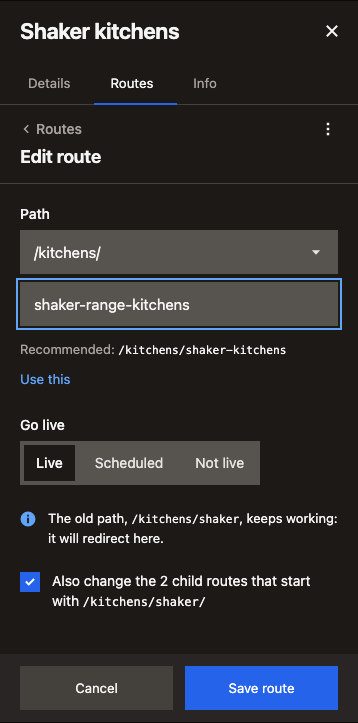 Shaker kitchens
Details
Routes
Info
Routes
Edit route
Path
/kitchens/
shaker-range-kitchens
Recommended: /kitchens/shaker-kitchens
Use this
Go live
Live
Scheduled
Not live
The old path, /kitchens/shaker, keeps working:
it will redirect here.
Also change the 2 child routes that start
with /kitchens/shaker/
Cancel
Save route